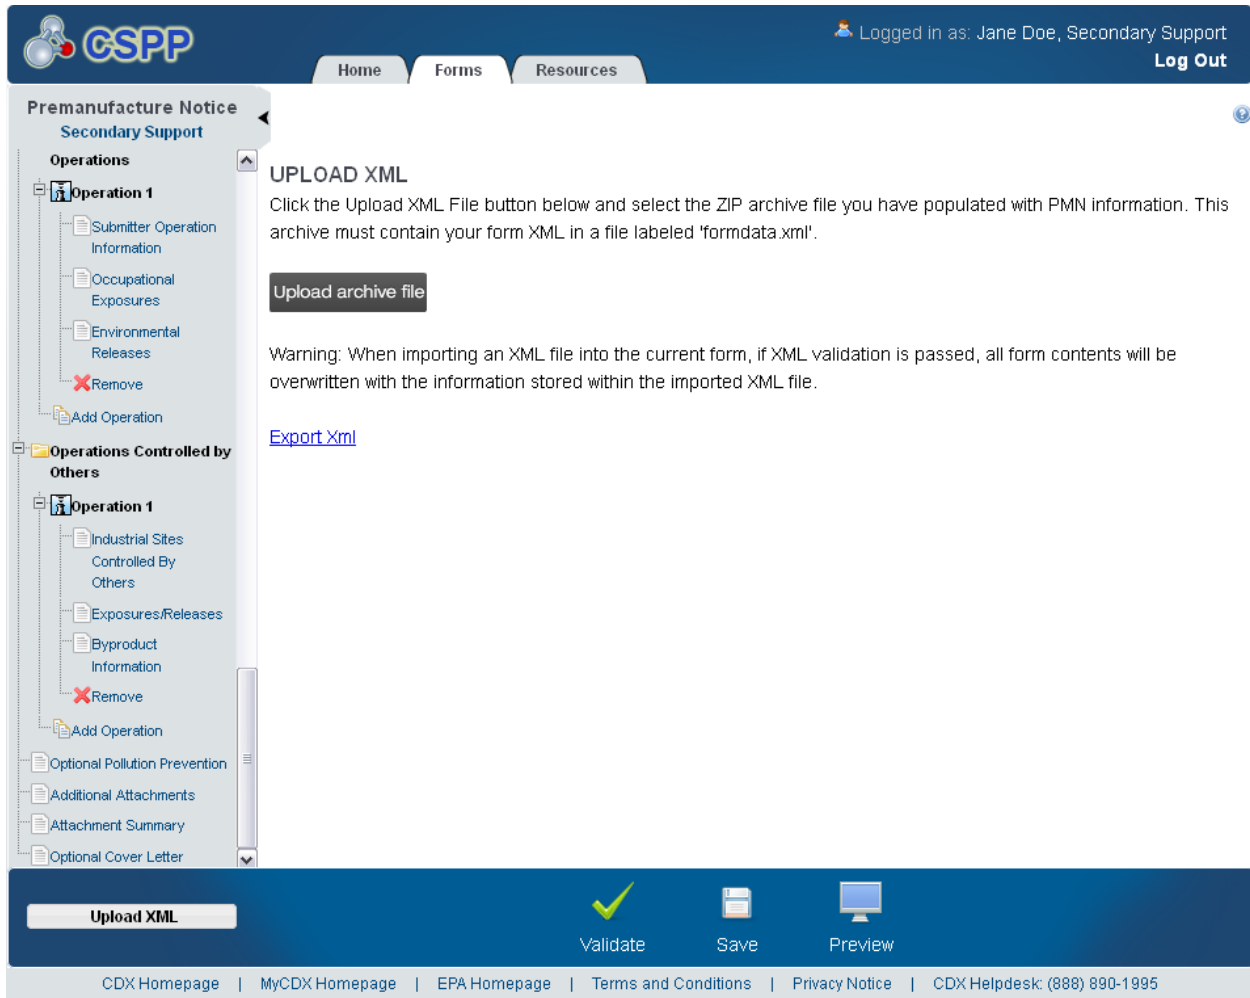 CSPP
Logged in as: Jane Doe, Secondary Support
Log Out
Home
Forms
Resources
Premanufacture Notice
Secondary Support
Operations
Operation 1
Submitter Operation
Information
Occupational
Exposures
Environmental
Releases
Remove
Add Operation
Operations Controlled by
Others
Operation 1
Industrial Sites
Controlled By
Others
Exposures/Releases
Byproduct
Information
Remove
Add Operation
Optional Pollution Prevention
Additional Attachments
Attachment Summary
Optional Cover Letter
UPLOAD XML
Click the Upload XML File button below and select the ZIP archive file you have populated with PMN information. This
archive must contain your form XML in a file labeled 'formdata.xml'.
Upload archive file
Warning: When importing an XML file into the current form, if XML validation is passed, all form contents will be
overwritten with the information stored within the imported XML file.
Export Xml
Upload XML
Validate
Save
Preview
CDX Homepage | MyCDX Homepage | EPA Homepage | Terms and Conditions | Privacy Notice | CDX Helpdesk: (888) 890-1995